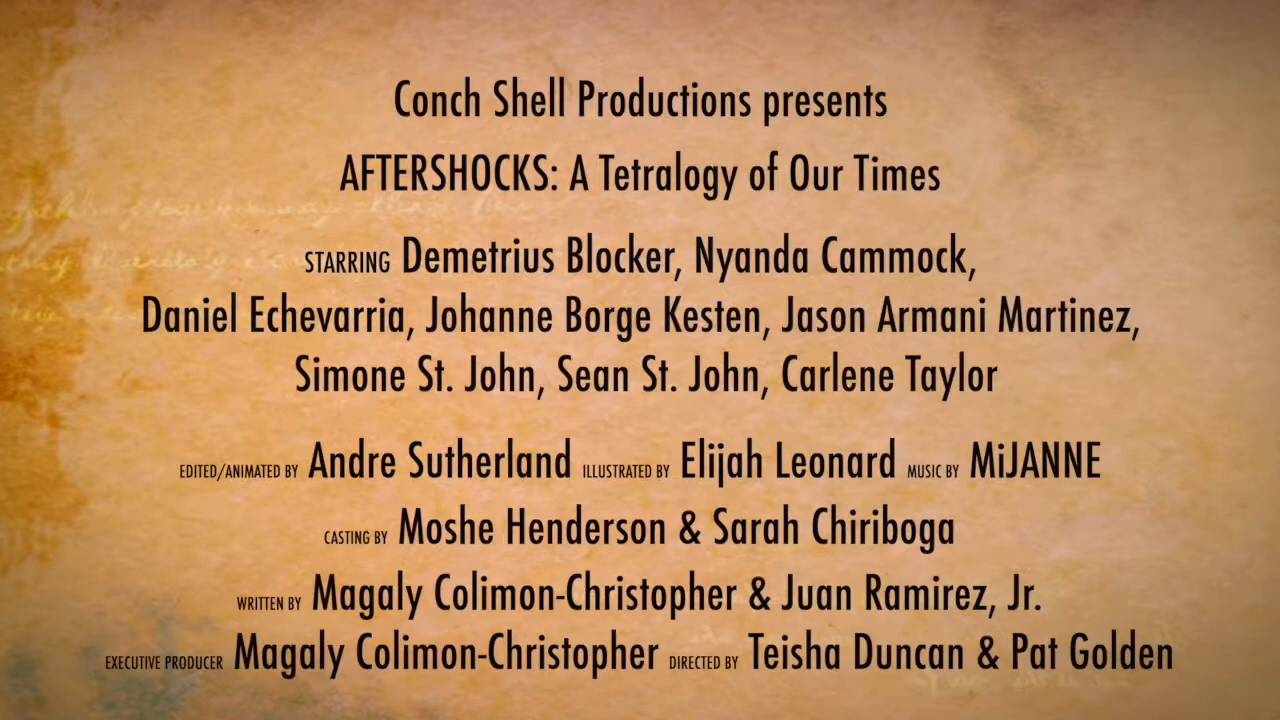 Conch Shell Productions presents
AFTERSHOCKS: A Tetralogy of Our Times
STARRING Demetrius Blocker, Nyanda Cammock,
Daniel Echevarria, Johanne Borge Kesten, Jason Armani Martinez,
Simone St. John, Sean St. John, Carlene Taylor
EDITED/ANIMATED BY Andre Sutherland ILLUSTRATED BY Elijah Leonard MUSIC BY MiJANNE
CASTING BY Moshe Henderson & Sarah Chiriboga
WRITTEN BY Magaly Colimon-Christopher & Juan Ramirez, Jr.
EXECUTIVE PRODUCER Magaly Colimon-Christopher DIRECTED BY Teisha Duncan & Pat Golden